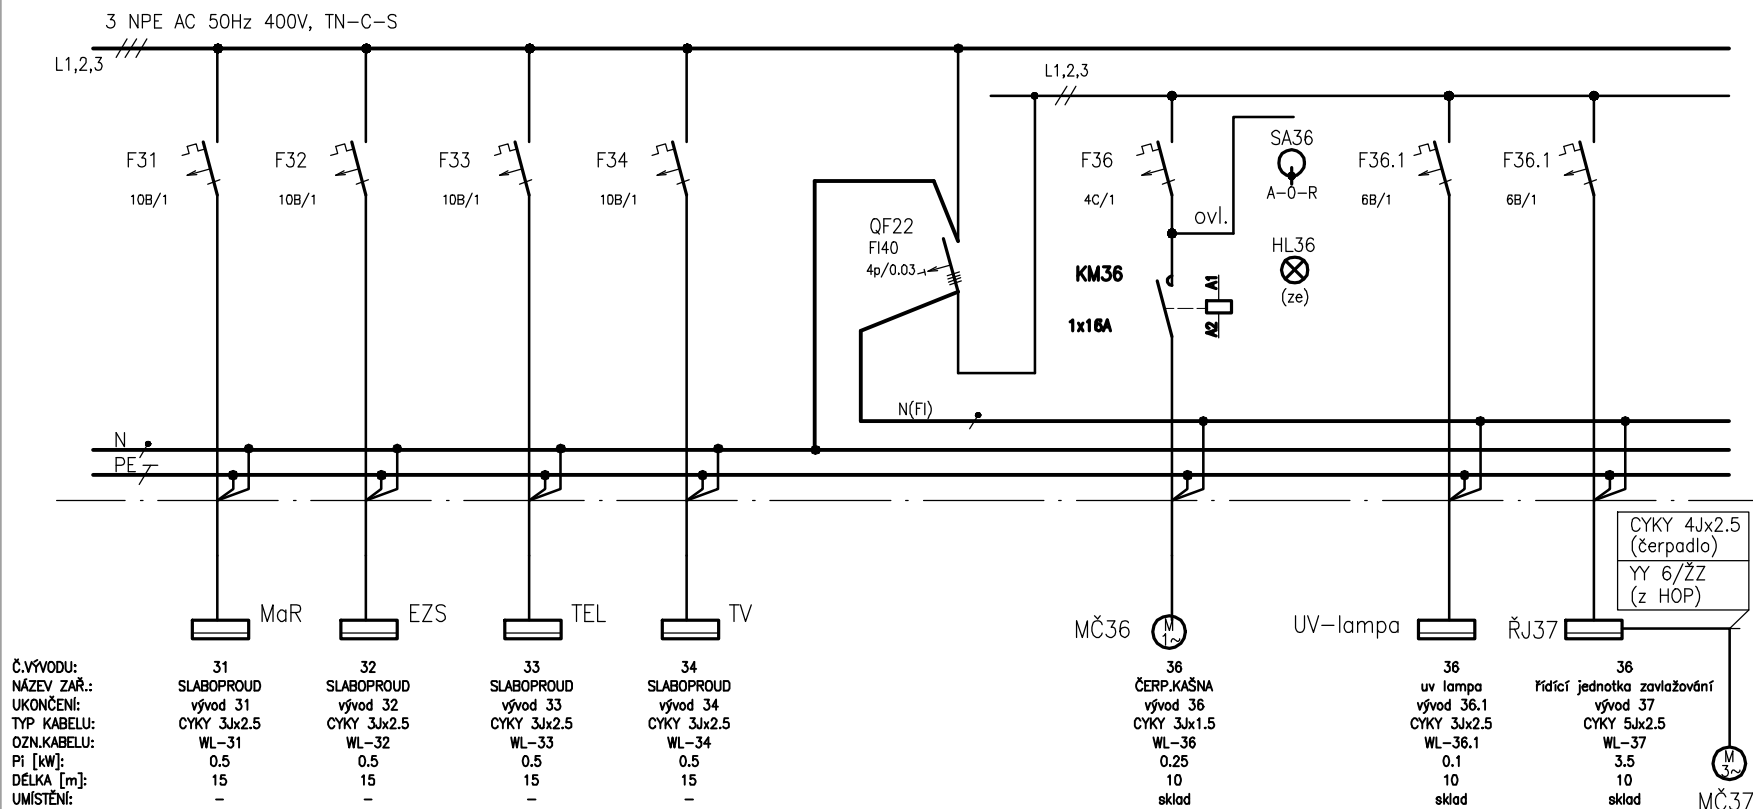 3 NPE AC 50Hz 400V, TN-C-S
L1,2,3
L1,2,3
F31
10B/1
F32
10B/1
F33
10B/1
F34
10B/1
QF22
FI40
4p/0.03
F36
4C/1
ovl.
SA36
A-0-R
HL36
(ze)
KM36
1x16A
A1
A2
F36.1
6B/1
F36.1
6B/1
N(FI)
N
PE
CYKY 4Jx2.5
(čerpadlo)
YY 6/ŽZ
(z HOP)
MaR
EZS
TEL
TV
MČ36
M
1~
UV-lampa
ŘJ37
Č.VÝVODU: 31 32 33 34 36 36 36
NÁZEV ZAŘ.: SLABOPROUD SLABOPROUD SLABOPROUD SLABOPROUD ČERP.KAŠNA uv lampa řídící jednotka zavlažování
UKONČENÍ: vývod 31 vývod 32 vývod 33 vývod 34 vývod 36 vývod 36.1 vývod 37
TYP KABELU: CYKY 3Jx2.5 CYKY 3Jx2.5 CYKY 3Jx2.5 CYKY 3Jx2.5 CYKY 3Jx1.5 CYKY 3Jx2.5 CYKY 5Jx2.5
OZN.KABELU: WL-31 WL-32 WL-33 WL-34 WL-36 WL-36.1 WL-37
Pi [kW]: 0.5 0.5 0.5 0.5 0.25 0.1 3.5
DÉLKA [m]: 15 15 15 15 10 10 10
UMÍSTĚNÍ: - - - - sklad sklad sklad
M
3~
MČ37